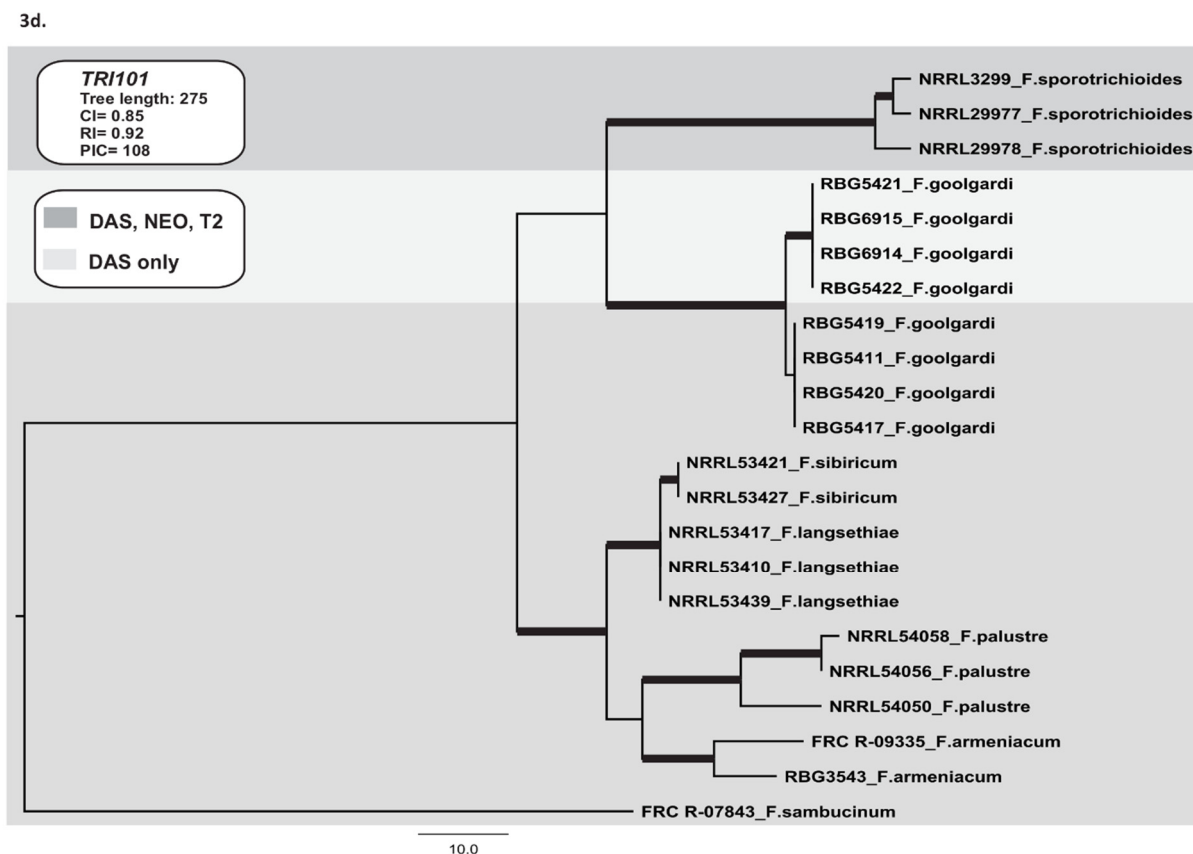 3d.
TRI101
Tree length: 275
CI= 0.85
RI= 0.92
PIC= 108
DAS, NEO, T2
DAS only
NRRL3299_F.sporotrichioides
NRRL29977_F.sporotrichioides
NRRL29978_F.sporotrichioides
RBG5421_F.goolgardi
RBG6915_F.goolgardi
RBG6914_F.goolgardi
RBG5422_F.goolgardi
RBG5419_F.goolgardi
RBG5411_F.goolgardi
RBG5420_F.goolgardi
RBG5417_F.goolgardi
NRRL53421_F.sibiricum
NRRL53427_F.sibiricum
NRRL53417_F.langsethiae
NRRL53410_F.langsethiae
NRRL53439_F.langsethiae
NRRL54058_F.palustre
NRRL54056_F.palustre
NRRL54050_F.palustre
FRC R-09335_F.armeniacum
RBG3543_F.armeniacum
FRC R-07843_F.sambucinum
10.0